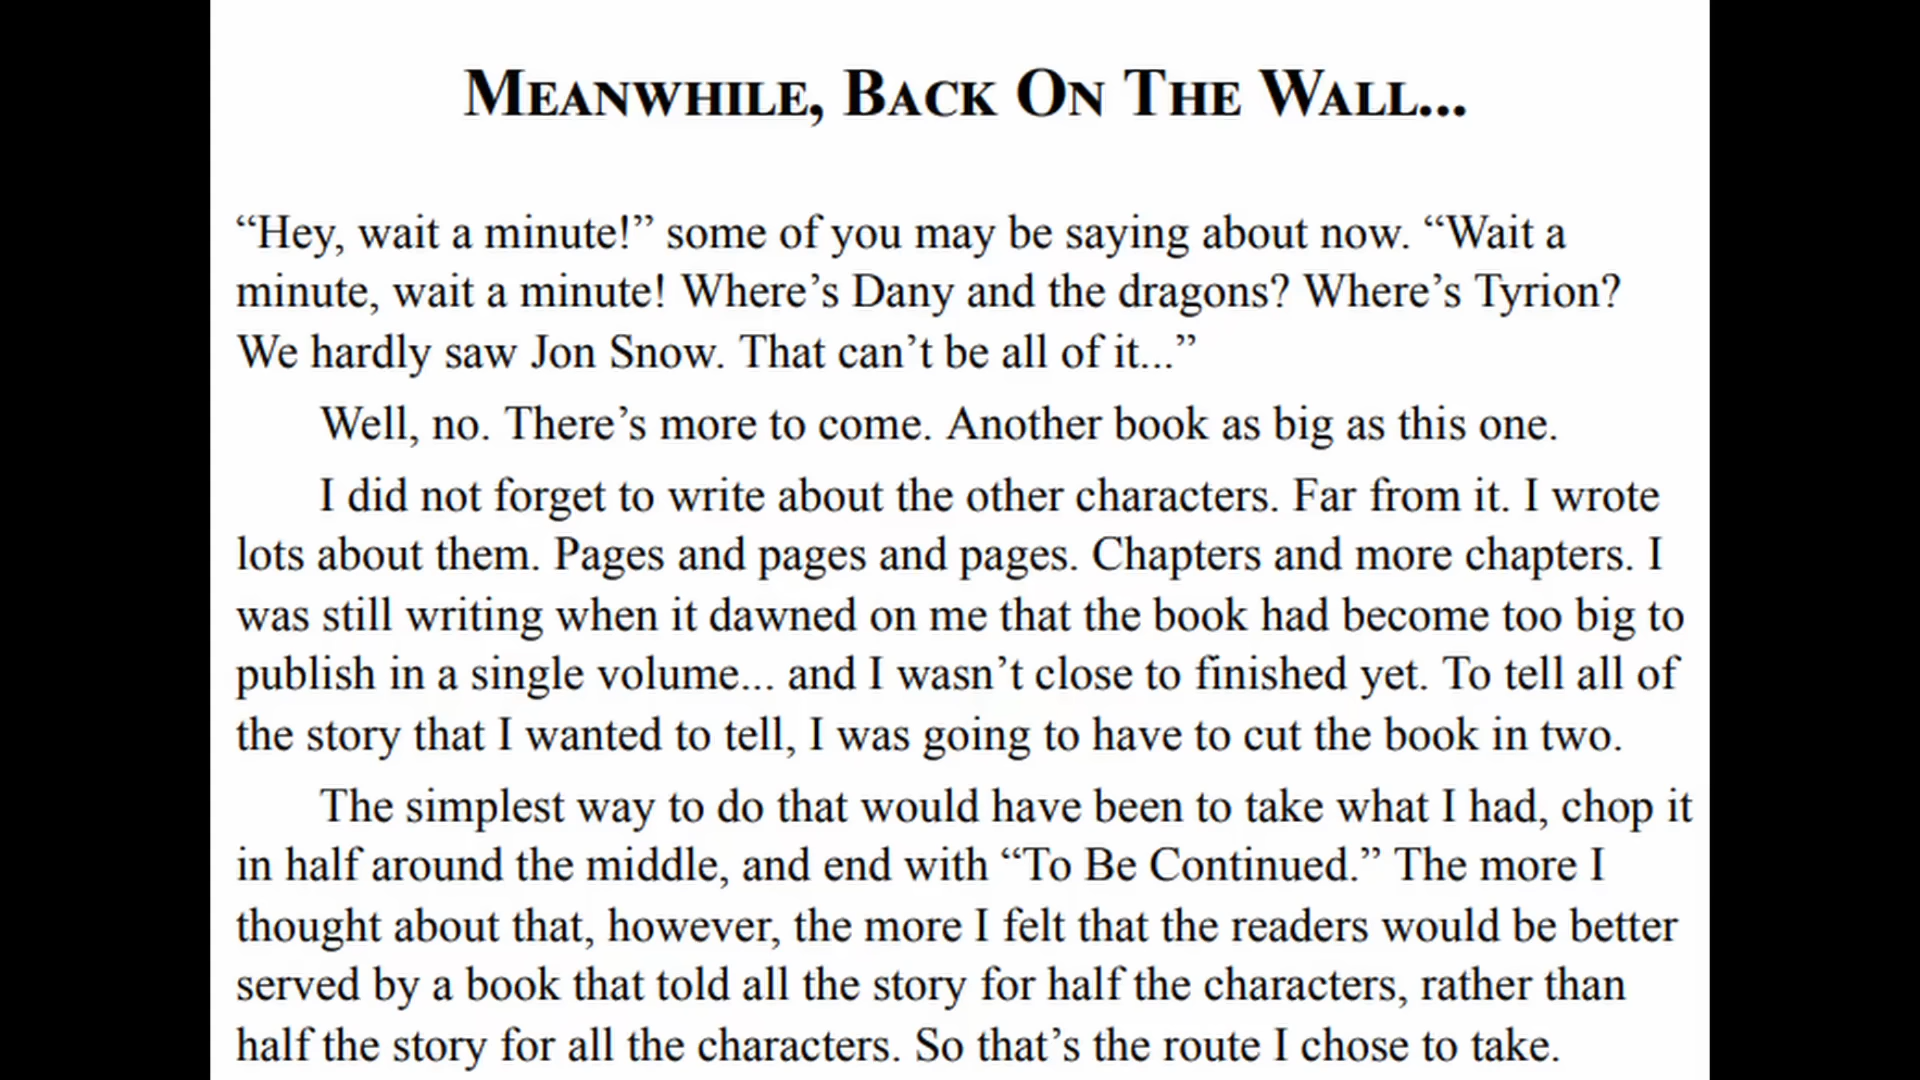 MEANWHILE, BACK ON THE WALL...
“Hey, wait a minute!” some of you may be saying about now. “Wait a
minute, wait a minute! Where’s Dany and the dragons? Where’s Tyrion?
We hardly saw Jon Snow. That can’t be all of it...”
Well, no. There’s more to come. Another book as big as this one.
I did not forget to write about the other characters. Far from it. I wrote
lots about them. Pages and pages and pages. Chapters and more chapters. I
was still writing when it dawned on me that the book had become too big to
publish in a single volume... and I wasn’t close to finished yet. To tell all of
the story that I wanted to tell, I was going to have to cut the book in two.
The simplest way to do that would have been to take what I had, chop it
in half around the middle, and end with “To Be Continued.” The more I
thought about that, however, the more I felt that the readers would be better
served by a book that told all the story for half the characters, rather than
half the story for all the characters. So that’s the route I chose to take.